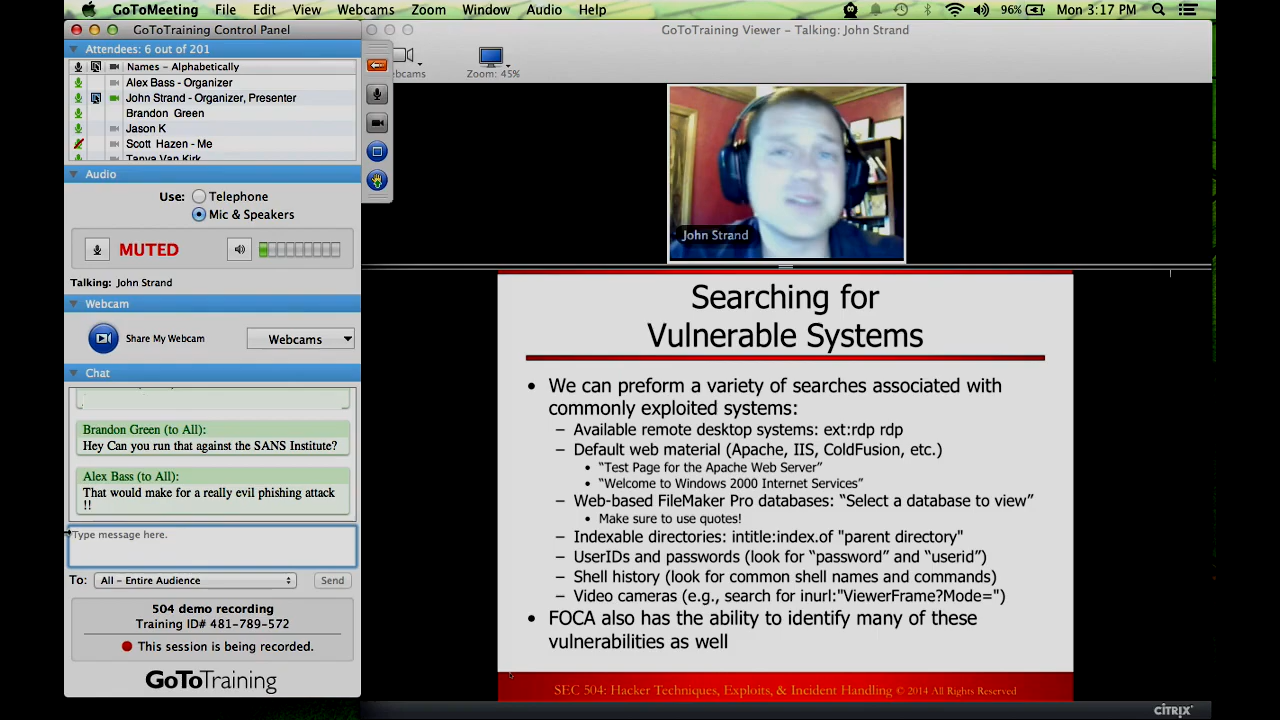 GoToMeeting File Edit View Webcams Zoom Window Audio Help 96% Mon 3:17 PM
GoToTraining Control Panel
Attendees: 6 out of 201
Names - Alphabetically
Alex Bass - Organizer
John Strand - Organizer, Presenter
Brandon Green
Jason K
Scott Hazen - Me
Tanya Van Kirk
Audio
Use: Telephone
Mic & Speakers
MUTED
Talking: John Strand
Webcam
Share My Webcam Webcams
Chat
Brandon Green (to All):
Hey Can you run that against the SANS Institute?
Alex Bass (to All):
That would make for a really evil phishing attack
!!
Type message here.
To: All - Entire Audience Send
504 demo recording
Training ID# 481-789-572
This session is being recorded.
GoToTraining
GoToTraining Viewer - Talking: John Strand
Zoom: 45%
John Strand
Searching for
Vulnerable Systems
• We can preform a variety of searches associated with
commonly exploited systems:
– Available remote desktop systems: ext:rdp rdp
– Default web material (Apache, IIS, ColdFusion, etc.)
• “Test Page for the Apache Web Server”
• “Welcome to Windows 2000 Internet Services”
– Web-based FileMaker Pro databases: “Select a database to view”
• Make sure to use quotes!
– Indexable directories: intitle:index.of "parent directory"
– UserIDs and passwords (look for “password” and “userid”)
– Shell history (look for common shell names and commands)
– Video cameras (e.g., search for inurl:"ViewerFrame?Mode=")
• FOCA also has the ability to identify many of these
vulnerabilities as well
SEC 504: Hacker Techniques, Exploits, & Incident Handling © 2014 All Rights Reserved
CITRIX